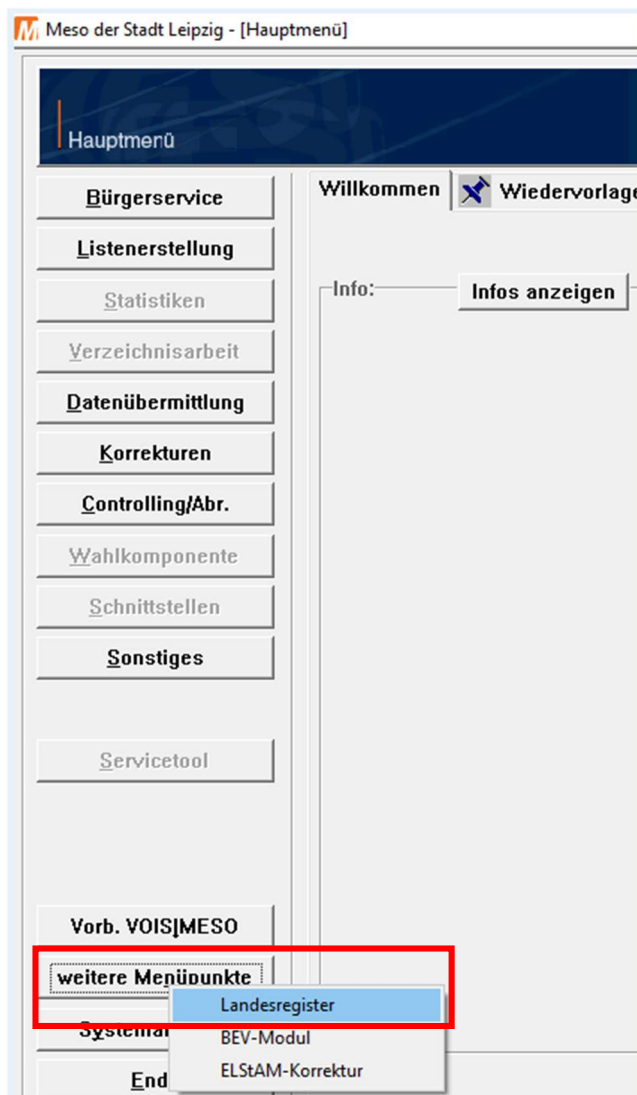 Meso der Stadt Leipzig - [Hauptmenü]
Hauptmenü
Bürgerservice
Listenerstellung
Statistiken
Verzeichnisarbeit
Datenübermittlung
Korrekturen
Controlling/Abr.
Wahlkomponente
Schnittstellen
Sonstiges
Servicetool
Vorb. VOIS|MESO
weitere Menüpunkte
Willkommen
Wiedervorlage
Info:
Infos anzeigen
Landesregister
BEV-Modul
ELStAM-Korrektur